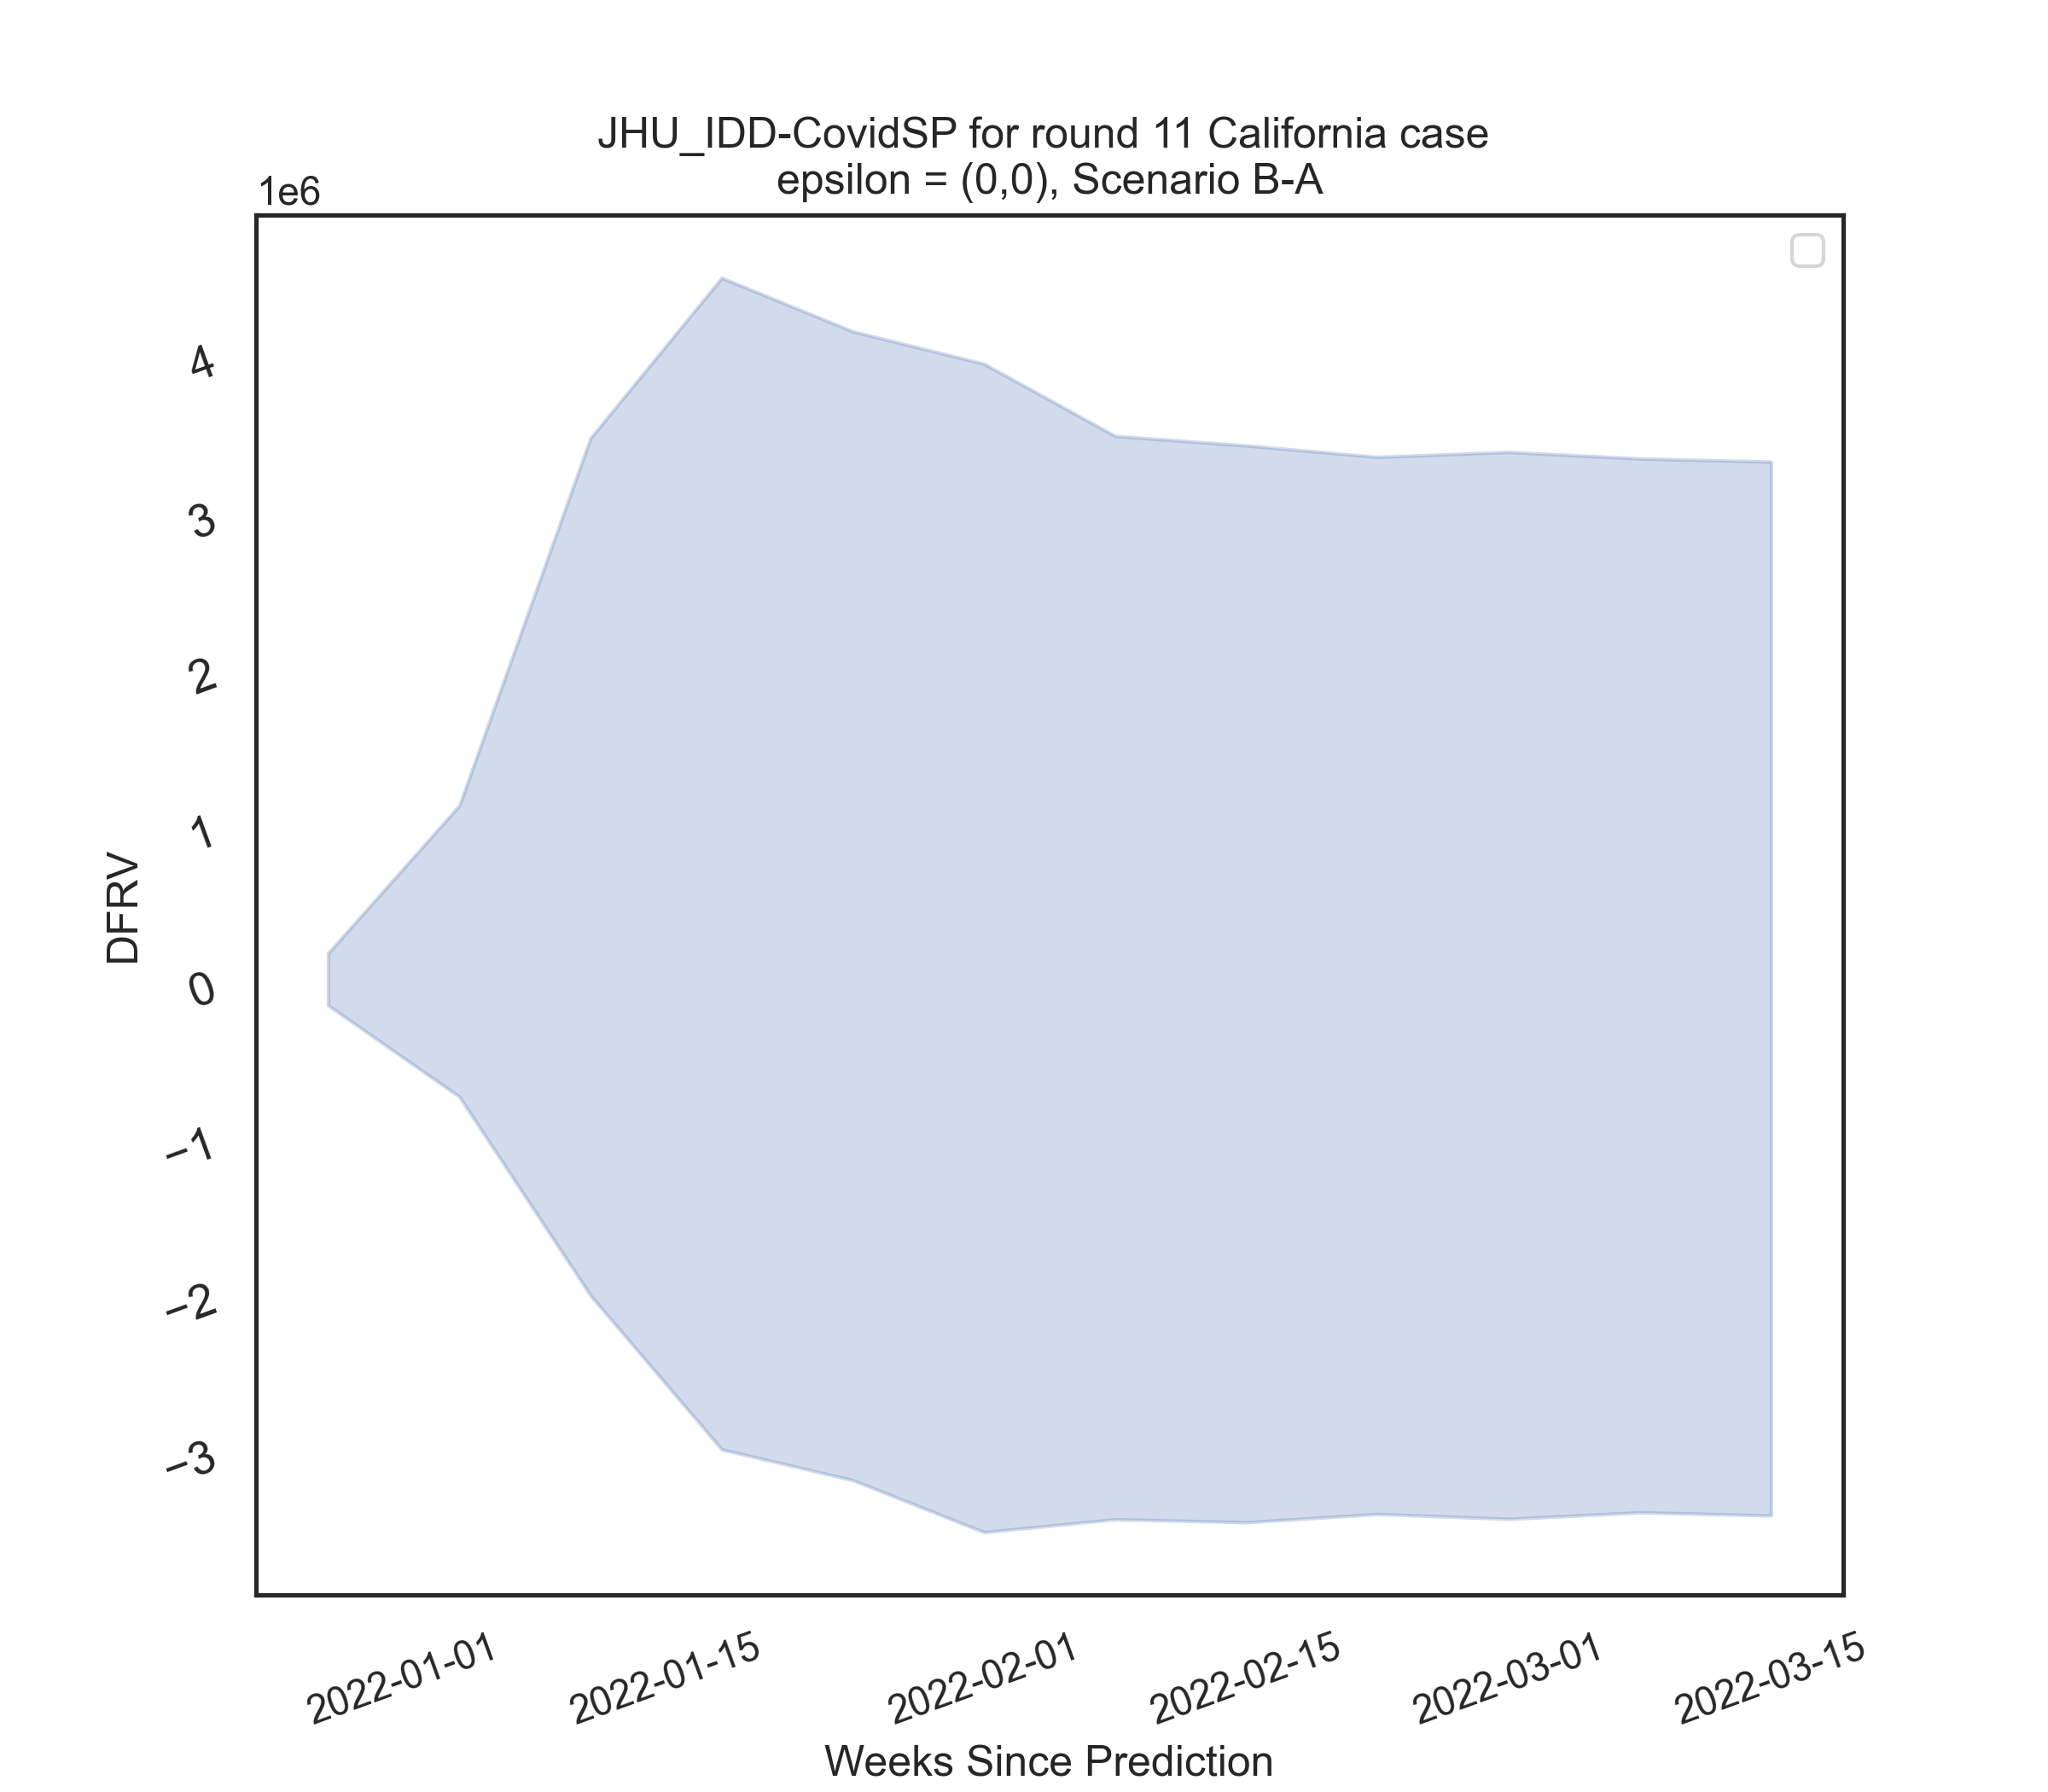 JHU_IDD-CovidSP for round 11 California case
epsilon = (0,0), Scenario B-A
1e6
4
3
2
1
0
−1
−2
−3
DFRV
2022-01-01
2022-01-15
2022-02-01
2022-02-15
2022-03-01
2022-03-15
Weeks Since Prediction